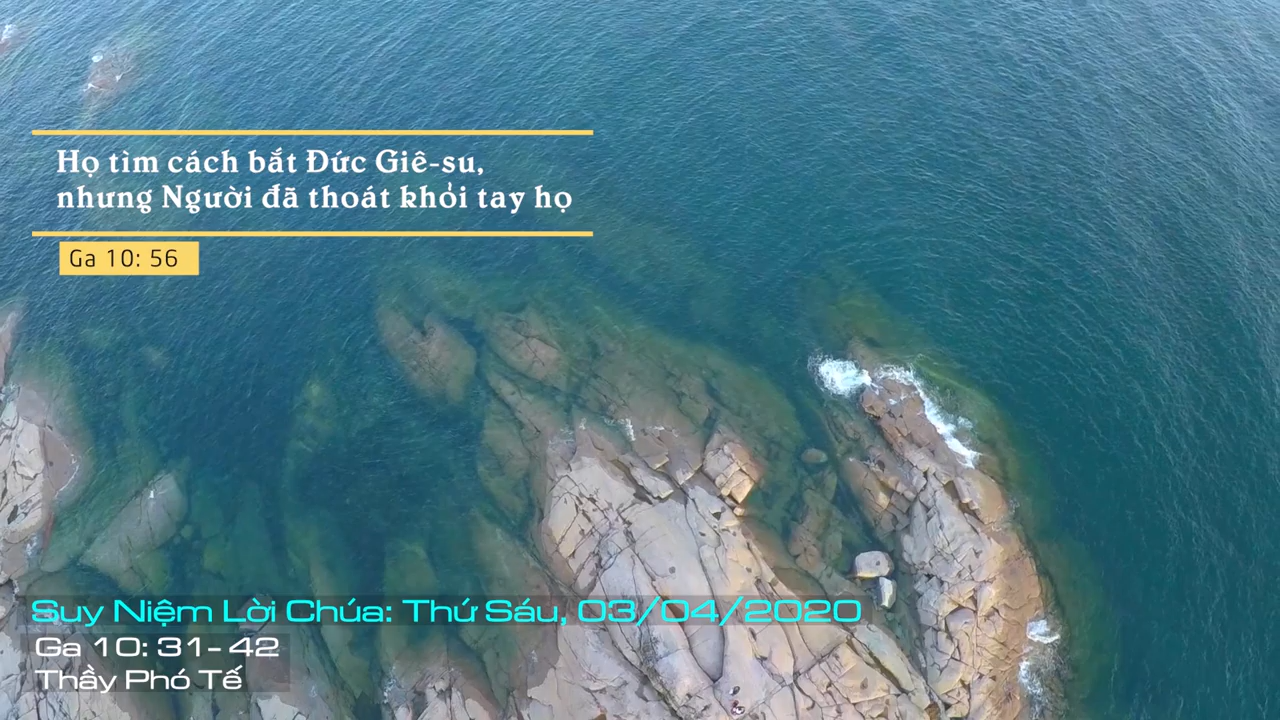 Họ tìm cách bắt Đức Giê-su,
nhưng Người đã thoát khỏi tay họ
Ga 10: 56
Suy Niệm Lời Chúa: Thứ Sáu, 03/04/2020
Ga 10: 31- 42
Thầy Phó Tế